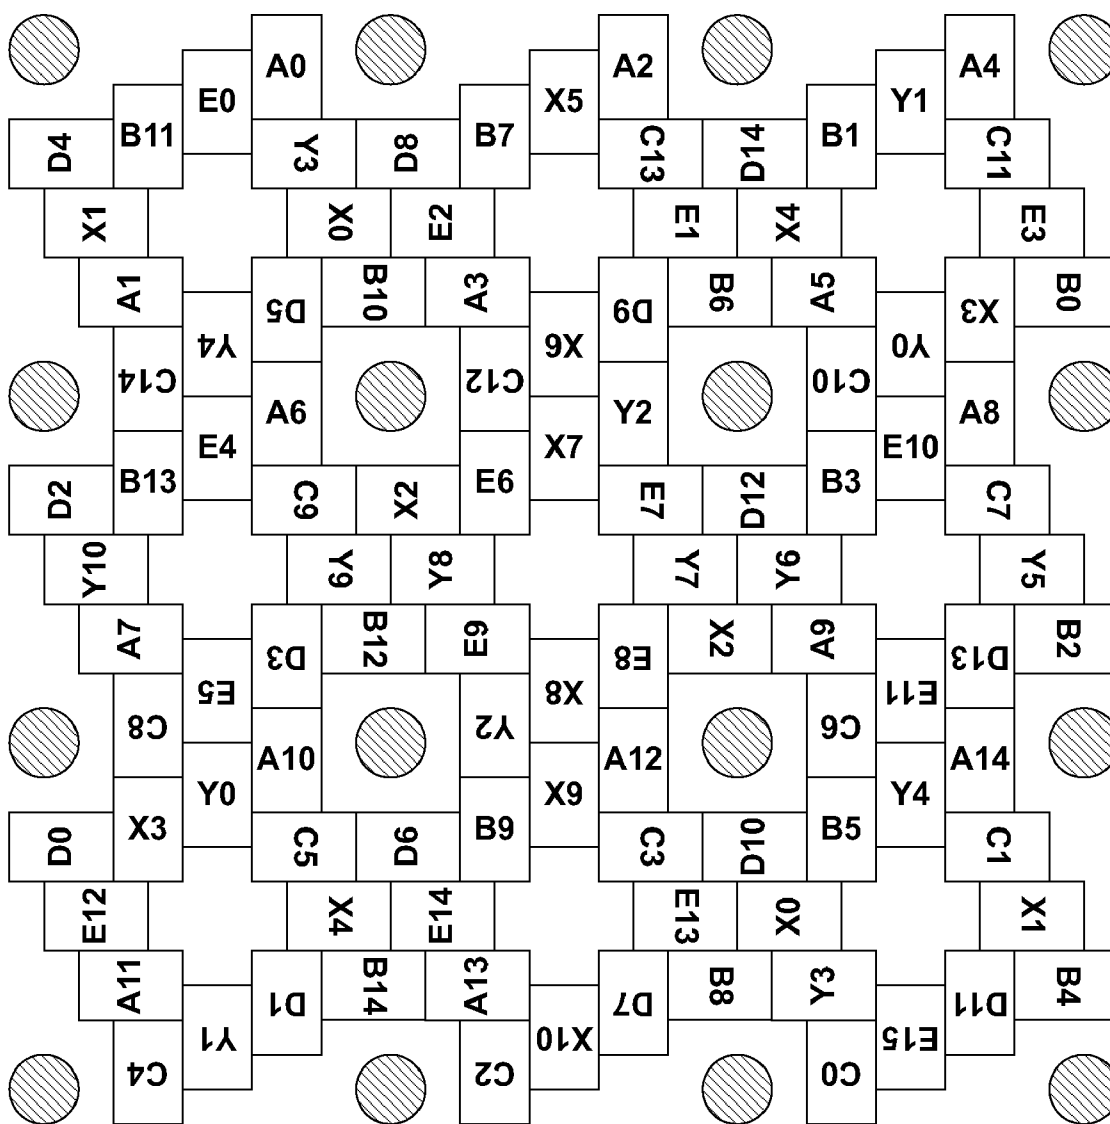 A0 A2 A4
E0 X5 Y1
B11 B7 B1
D4 Y3 D8 C13 D14 C11
X1 X0 E2 E1 X4 E3
A1 B10 A3 B6 A5 B0
D5 D9 X3
Y4 X6 Y0
C14 C12 C10
A6 Y2 A8
E4 X7 E10
B13 E6 B3
D2 C9 X2 E7 D12 C7
Y10 Y9 Y8 Y7 Y6 Y5
A7 B12 E9 X2 A9 B2
D3 E8 D13
E5 X8 E11
C8 Y2 C6
A10 A12 A14
Y0 X9 Y4
X3 B9 B5
D0 C5 D6 C3 D10 C1
E12 X4 E14 E13 X0 X1
A11 B14 A13 B8 Y3 B4
D1 D7 D11
Y1 X10 E15
C4 C2 C0